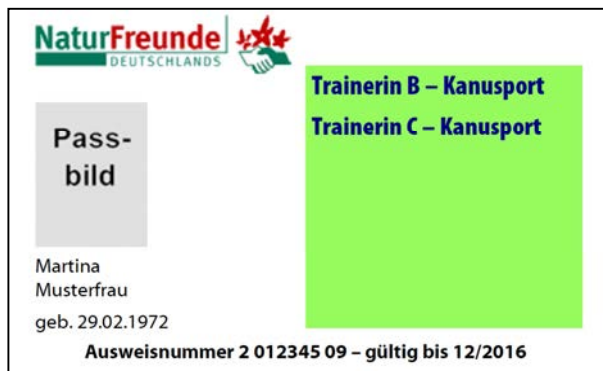 NaturFreunde
DEUTSCHLANDS
Trainerin B – Kanusport
Trainerin C – Kanusport
Pass-
bild
Martina
Musterfrau
geb. 29.02.1972
Ausweisnummer 2 012345 09 – gültig bis 12/2016